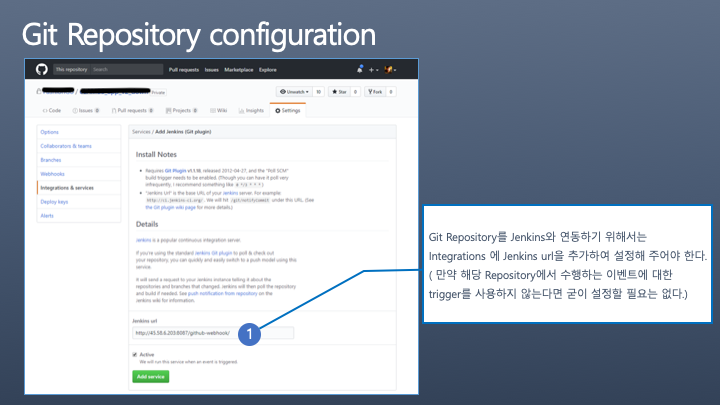 Git Repository configuration
This repository Search Pull requests Issues Marketplace Explore
Private Unwatch 10 Star 0 Fork 0
Code Issues 0 Pull requests 0 Projects 0 Wiki Insights Settings
Options
Collaborators & teams
Branches
Webhooks
Integrations & services
Deploy keys
Alerts
Services / Add Jenkins (Git plugin)
Install Notes
• Requires Git Plugin v1.1.18, released 2012-04-27, and the "Poll SCM"
build trigger needs to be enabled. (Though you can have it poll very
infrequently, I recommend something like
• "Jenkins Url" is the base URL of your Jenkins server. For example
http://ci.jenkins-ci.org/. We will hit /git/notifyCommit under this URL. (See
the Git plugin wiki page for more details.)
Details
Jenkins is a popular continuous integration server.
If you're using the standard Jenkins Git plugin to poll & check out
your repository, you can quickly and easily switch to a push model using this
service.
It will send a request to your Jenkins instance telling it about the
repositories and branches that changed. Jenkins will then poll the repository
and build if needed. See push notification from repository on the
Jenkins wiki for information.
Jenkins url
http://43.58.6.203:8087/github-webhook/
1
Active
We will run this service when an event is triggered.
Add service
Git Repository를 Jenkins와 연동하기 위해서는
Integrations 에 Jenkins url을 추가하여 설정해 주어야 한다.
( 만약 해당 Repository에서 수행하는 이벤트에 대한
trigger를 사용하지 않는다면 굳이 설정할 필요는 없다.)